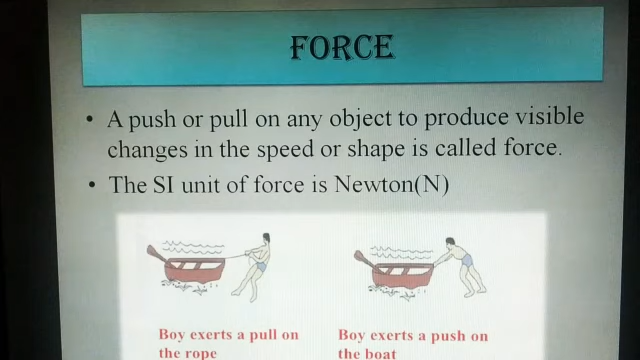 FORCE
• A push or pull on any object to produce visible
changes in the speed or shape is called force.
• The SI unit of force is Newton(N)
Boy exerts a pull on
the rope
Boy exerts a push on
the boat